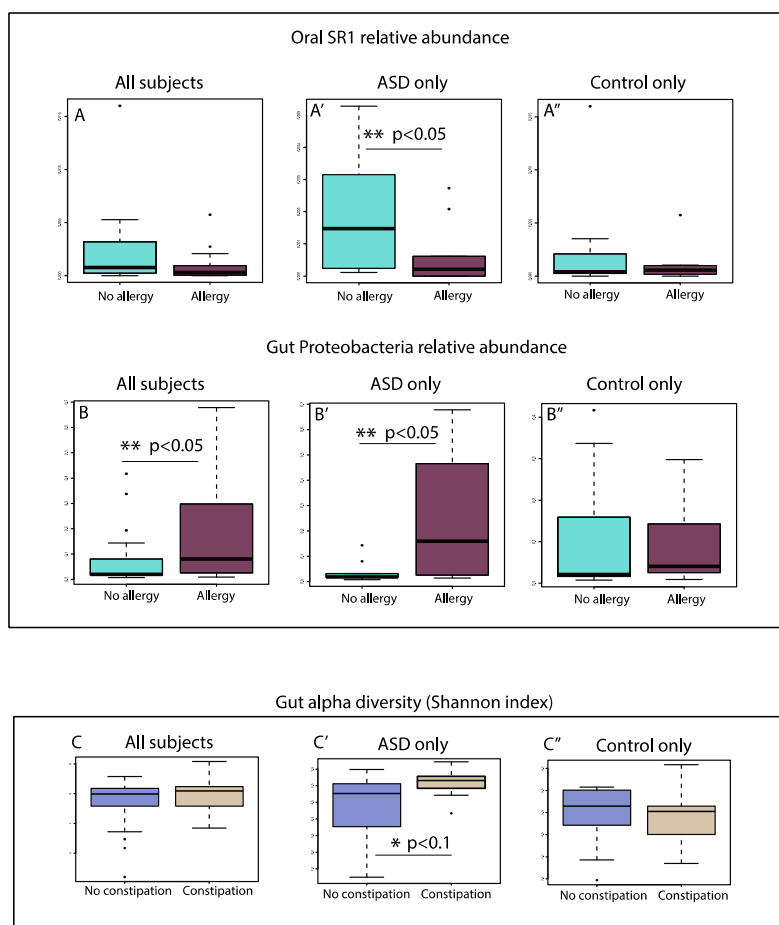 Oral SR1 relative abundance
All subjects ASD only Control only
A A′ A″
** p<0.05
No allergy Allergy No allergy Allergy No allergy Allergy
Gut Proteobacteria relative abundance
All subjects ASD only Control only
B B′ B″
** p<0.05 ** p<0.05
No allergy Allergy No allergy Allergy No allergy Allergy
Gut alpha diversity (Shannon index)
C All subjects C′ ASD only C″ Control only
* p<0.1
No constipation Constipation No constipation Constipation No constipation Constipation